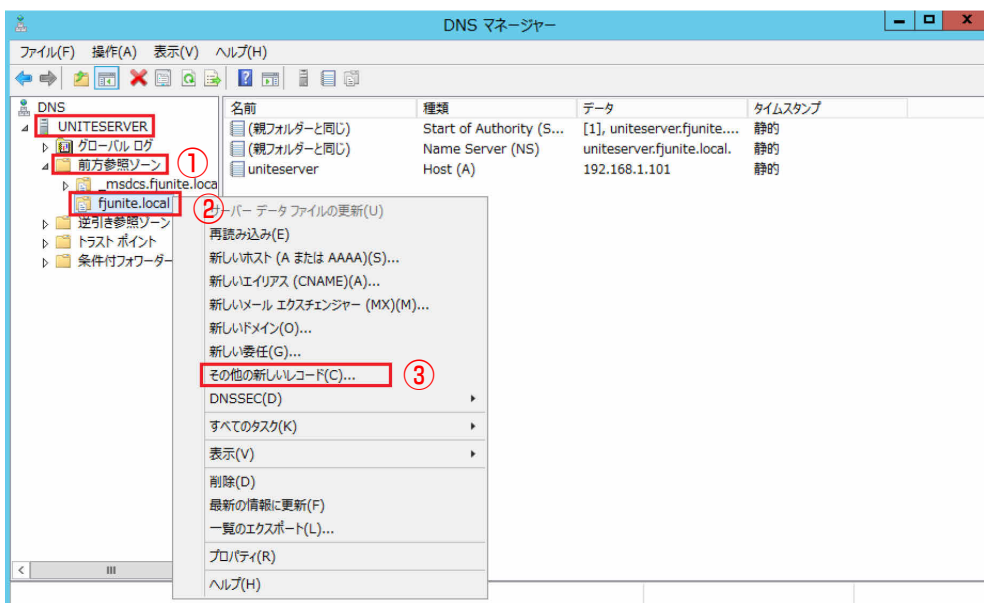 DNS マネージャー
ファイル(F) 操作(A) 表示(V) ヘルプ(H)
DNS
UNITESERVER
グローバル ログ
前方参照ゾーン ①
_msdcs.fjunite.loca
fjunite.local ②
逆引き参照ゾーン
トラスト ポイント
条件付フォワーダー
名前 種類 データ タイムスタンプ
(親フォルダーと同じ) Start of Authority (S... [1], uniteserver.fjunite.... 静的
(親フォルダーと同じ) Name Server (NS) uniteserver.fjunite.local. 静的
uniteserver Host (A) 192.168.1.101 静的
サーバー データ ファイルの更新(U)
再読み込み(E)
新しいホスト (A または AAAA)(S)...
新しいエイリアス (CNAME)(A)...
新しいメール エクスチェンジャー (MX)(M)...
新しいドメイン(O)...
新しい委任(G)...
その他の新しいレコード(C)... ③
DNSSEC(D)
すべてのタスク(K)
表示(V)
削除(D)
最新の情報に更新(F)
一覧のエクスポート(L)...
プロパティ(R)
ヘルプ(H)